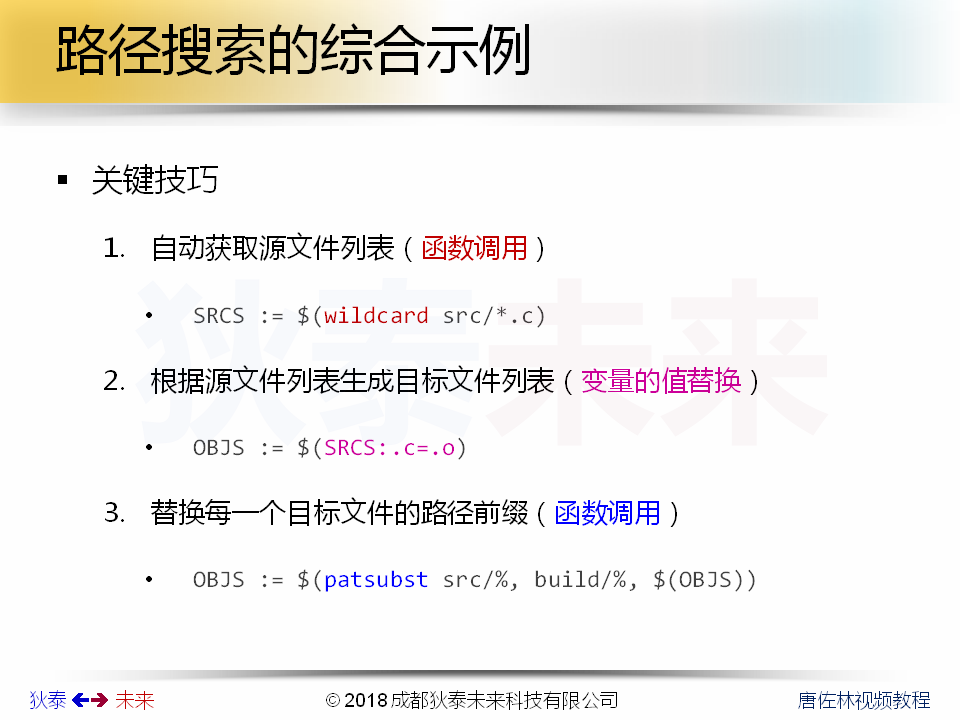 路径搜索的综合示例
▪ 关键技巧
1. 自动获取源文件列表（函数调用）
• SRCS := $(wildcard src/*.c)
2. 根据源文件列表生成目标文件列表（变量的值替换）
• OBJS := $(SRCS:.c=.o)
3. 替换每一个目标文件的路径前缀（函数调用）
• OBJS := $(patsubst src/%, build/%, $(OBJS))
狄泰未来
狄泰 未来 © 2018 成都狄泰未来科技有限公司 唐佐林视频教程